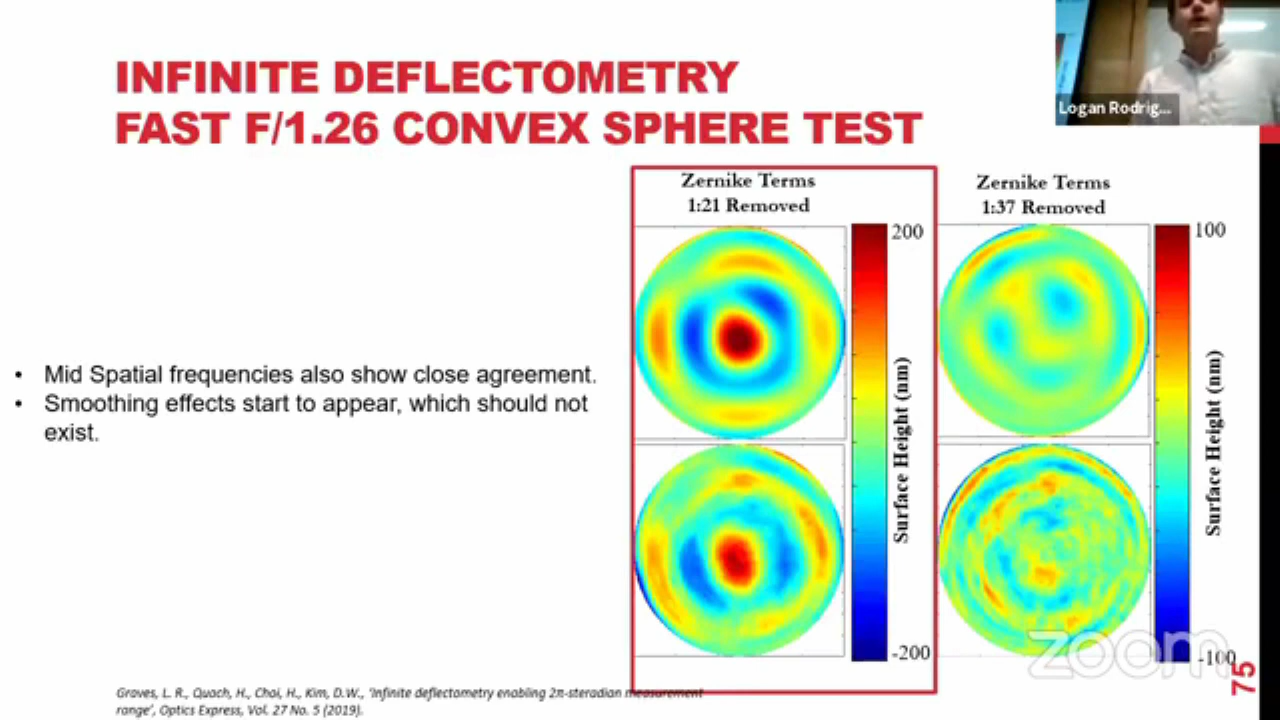 INFINITE DEFLECTOMETRY
FAST F/1.26 CONVEX SPHERE TEST
Logan Rodrig...
Zernike Terms
1:21 Removed
Zernike Terms
1:37 Removed
200
100
• Mid Spatial frequencies also show close agreement.
• Smoothing effects start to appear, which should not
exist.
Surface Height (nm)
Surface Height (nm)
-200
-100
zoom
75
Graves, L. R., Quach, H., Choi, H., Kim, D.W., 'Infinite deflectometry enabling 2π-steradian measurement
range', Optics Express, Vol. 27 No. 5 (2019).